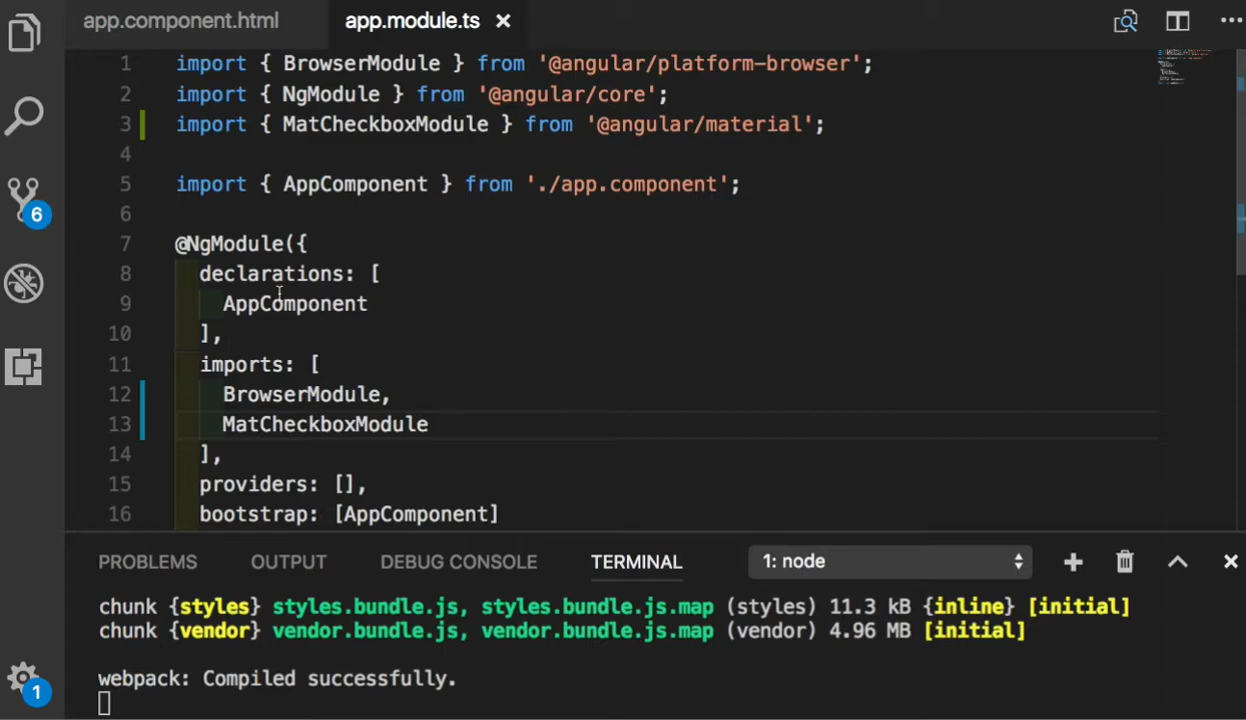 app.component.html app.module.ts
1 import { BrowserModule } from '@angular/platform-browser';
2 import { NgModule } from '@angular/core';
3 import { MatCheckboxModule } from '@angular/material';
4
5 import { AppComponent } from './app.component';
6
7 @NgModule({
8 declarations: [
9 AppComponent
10 ],
11 imports: [
12 BrowserModule,
13 MatCheckboxModule
14 ],
15 providers: [],
16 bootstrap: [AppComponent]
6
1
PROBLEMS OUTPUT DEBUG CONSOLE TERMINAL 1: node
chunk {styles} styles.bundle.js, styles.bundle.js.map (styles) 11.3 kB {inline} [initial]
chunk {vendor} vendor.bundle.js, vendor.bundle.js.map (vendor) 4.96 MB [initial]
webpack: Compiled successfully.